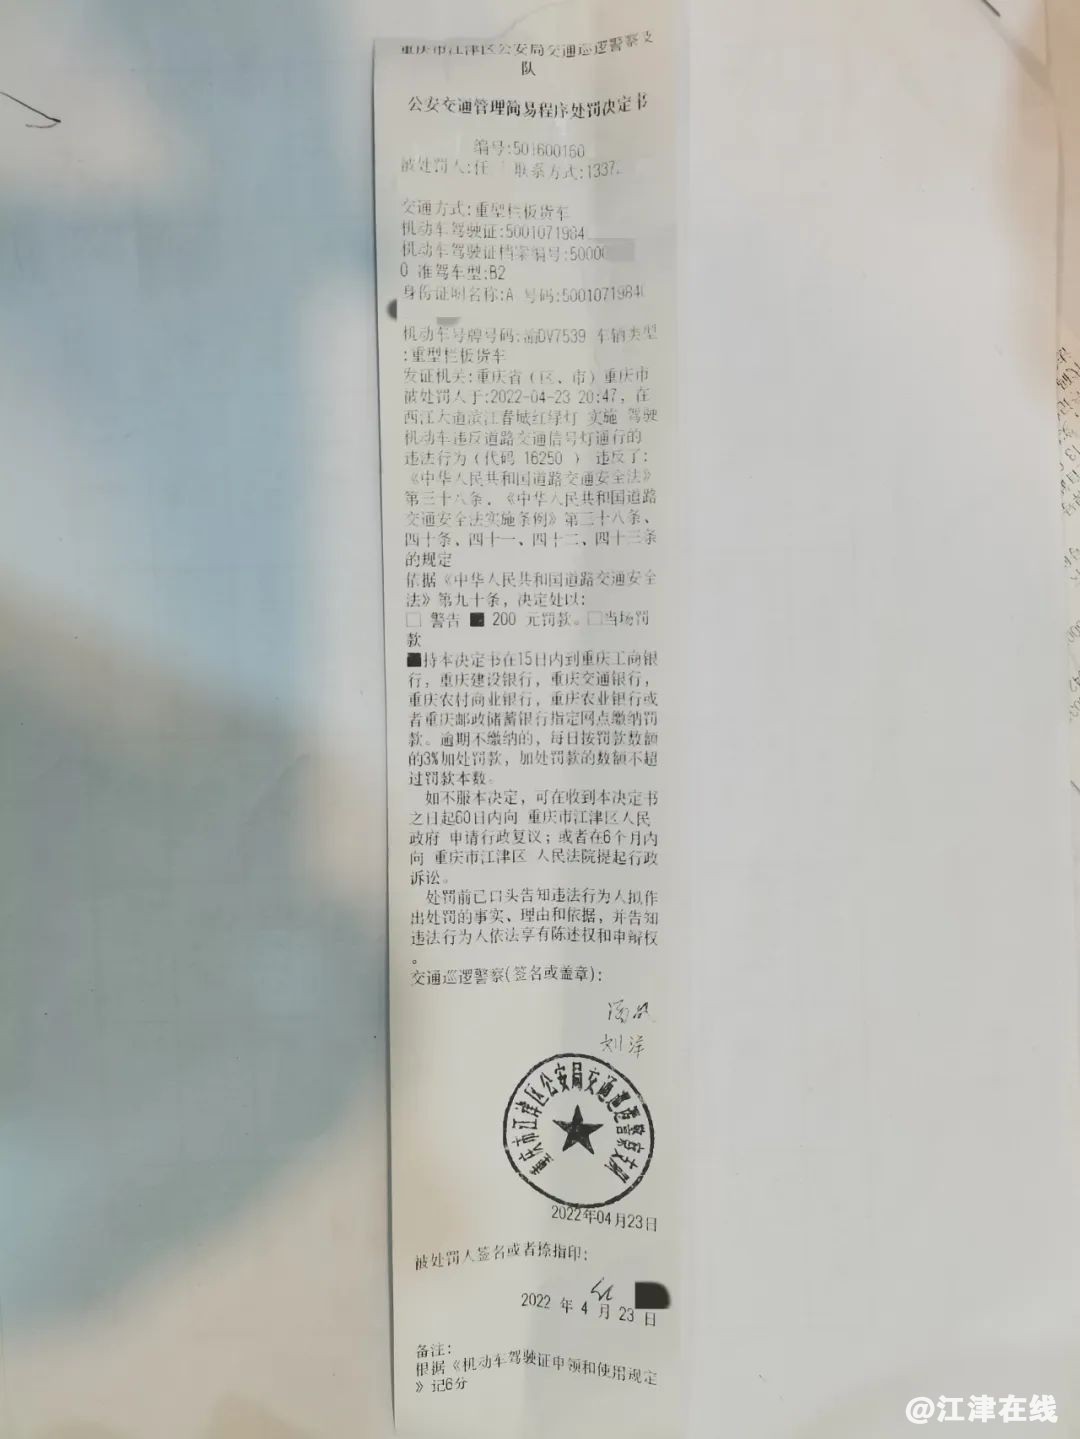 重庆市江津区公安局交通巡逻警察支
队
公安交通管理简易程序处罚决定书
编号:501600160
被处罚人:任 联系方式:1337
交通方式:重型栏板货车
机动车驾驶证:5001071984
机动车驾驶证档案编号:5000
0 准驾车型:B2
身份证明名称:A 号码:50010719840
机动车号牌号码:渝DV7539 车辆类型
:重型栏板货车
发证机关:重庆省(区、市)重庆市
被处罚人于:2022-04-23 20:47，在
西江大道滨江春城红绿灯 实施 驾驶
机动车违反道路交通信号灯通行的
违法行为(代码 16250 ) 违反了:
《中华人民共和国道路交通安全法》
第三十八条、《中华人民共和国道路
交通安全法实施条例》第三十八条、
四十条、四十一、四十二、四十三条
的规定
依据《中华人民共和国道路交通安全
法》第九十条，决定处以:
□ 警告 ■ 200 元罚款。□当场罚
款
■持本决定书在15日内到重庆工商银
行，重庆建设银行，重庆交通银行，
重庆农村商业银行，重庆农业银行或
者重庆邮政储蓄银行指定网点缴纳罚
款。逾期不缴纳的，每日按罚款数额
的3%加处罚款，加处罚款的数额不超
过罚款本数。
如不服本决定，可在收到本决定书
之日起60日内向 重庆市江津区人民
政府 申请行政复议；或者在6个月内
向 重庆市江津区 人民法院提起行政
诉讼。
处罚前已口头告知违法行为人拟作
出处罚的事实、理由和依据，并告知
违法行为人依法享有陈述权和申辩权
。
交通巡逻警察(签名或盖章):
刘洋
重庆市江津区公安局交通巡逻警察支队
2022年04月23日
被处罚人签名或者捺指印:
2022 年 4 月 23 日
备注:
根据《机动车驾驶证申领和使用规定
》记6分
@江津在线